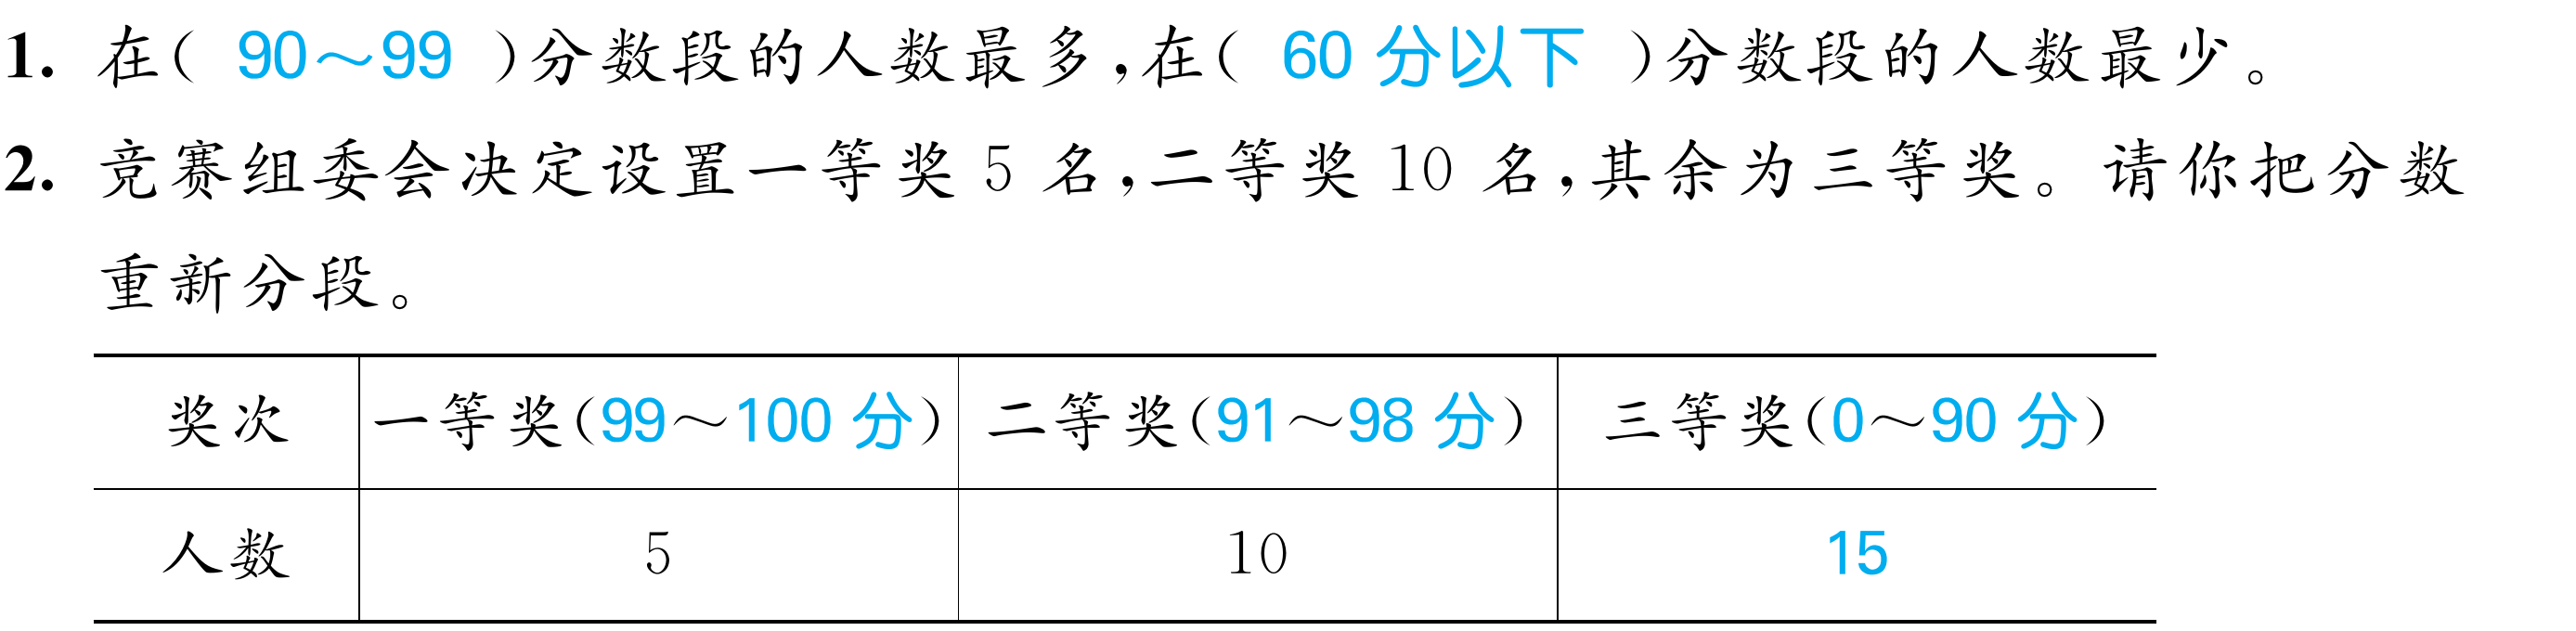 1. 在( 90～99 )分数段的人数最多,在( 60 分以下 )分数段的人数最少。
2. 竞赛组委会决定设置一等奖 5 名,二等奖 10 名,其余为三等奖。请你把分数
重新分段。
奖次 一等奖(99～100 分) 二等奖(91～98 分) 三等奖(0～90 分)
人数 5 10 15